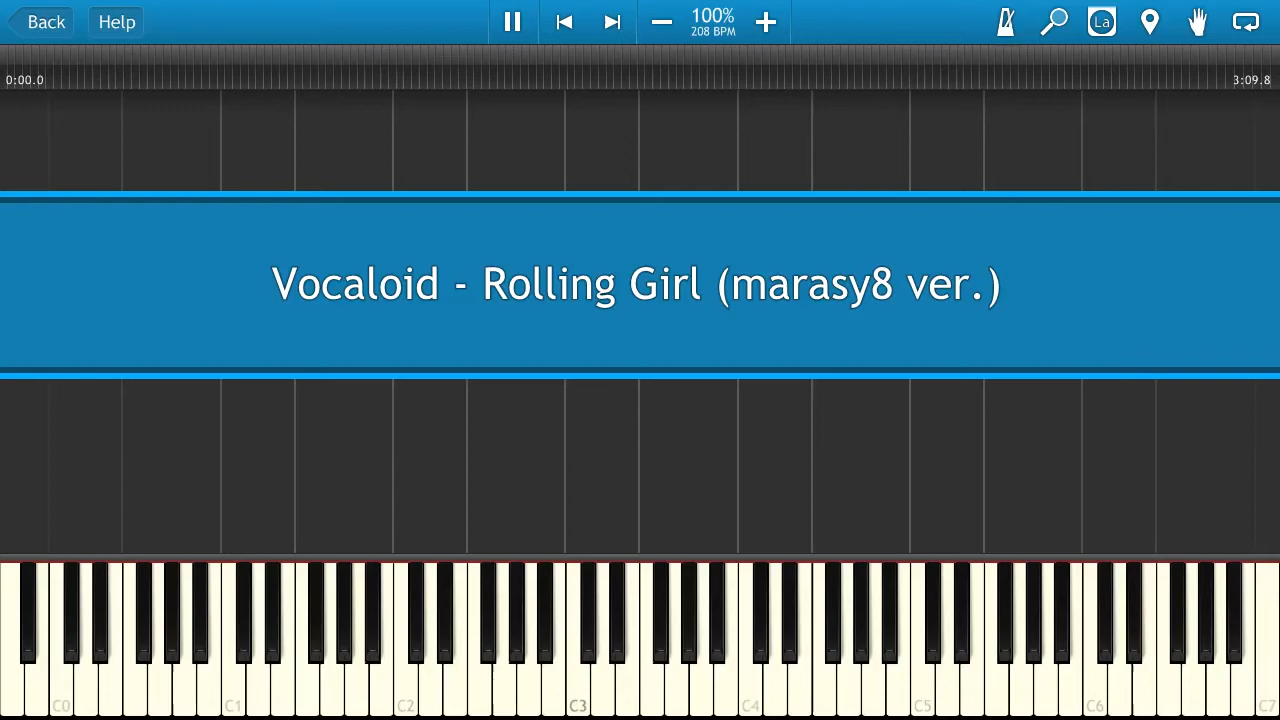 Back Help 100% La
208 BPM
0:00.0 3:09.8
Vocaloid - Rolling Girl (marasy8 ver.)
C0 C1 C2 C3 C4 C5 C6 C7